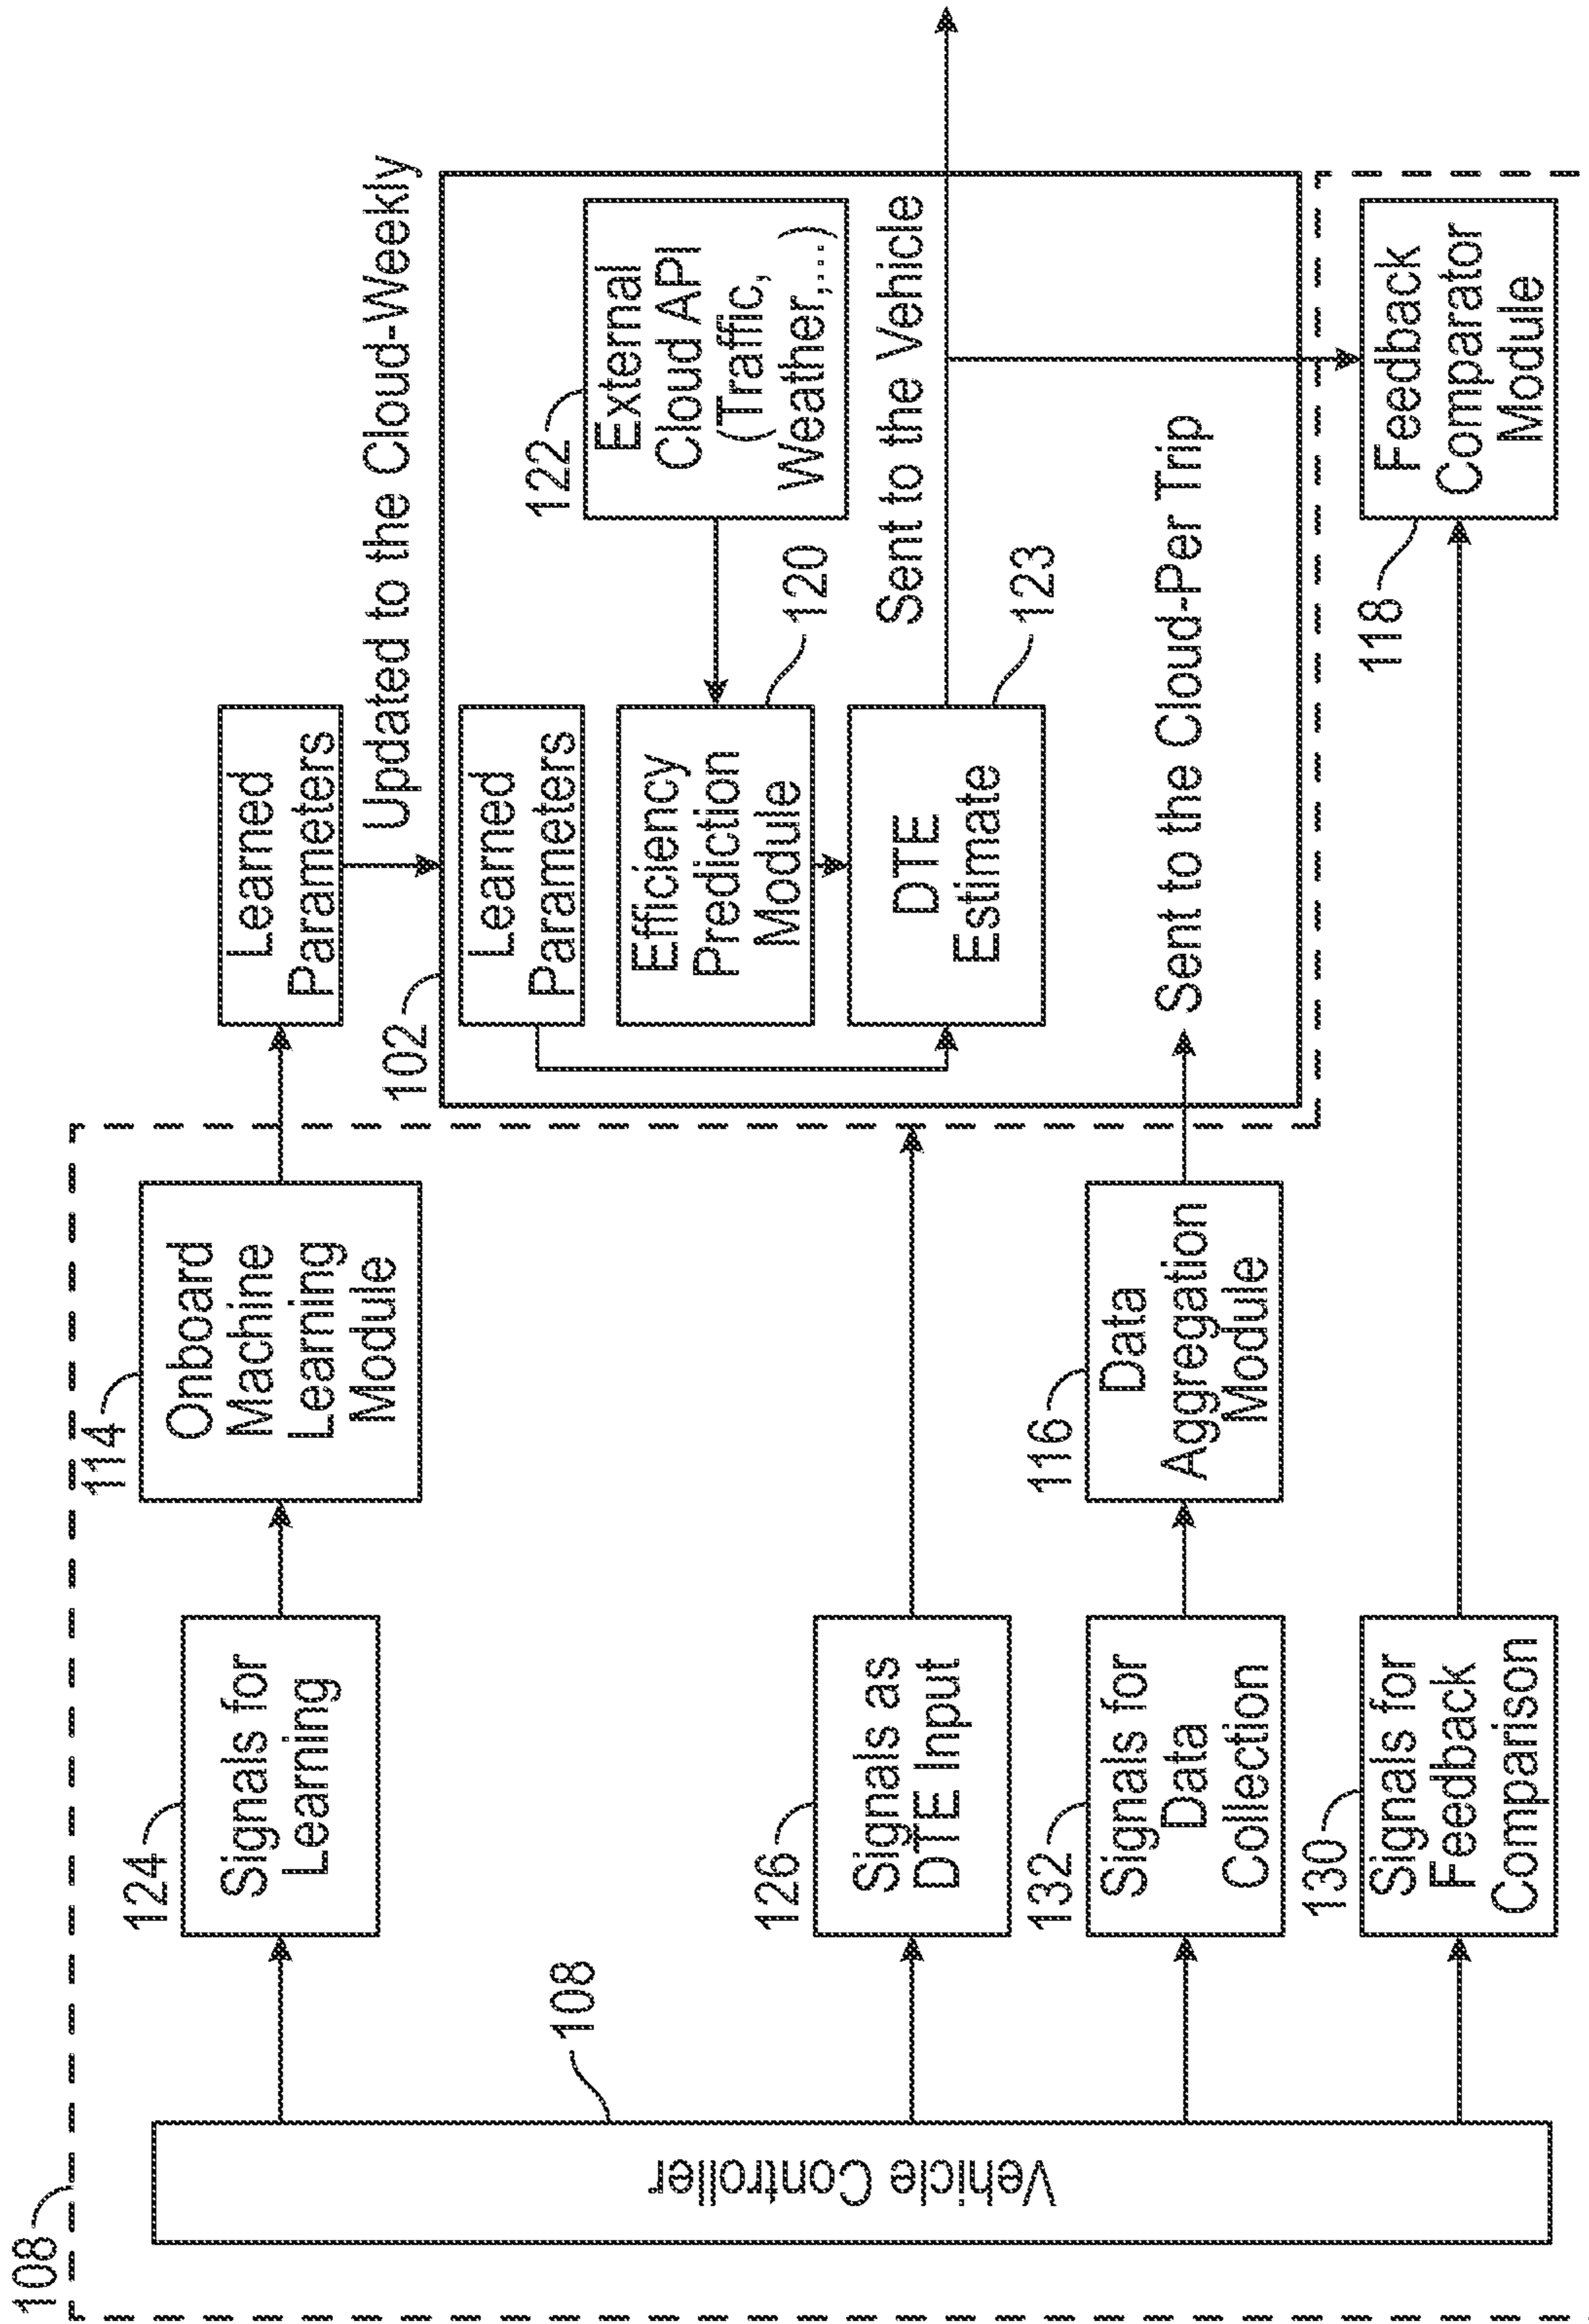 108
Vehicle Controller
108
124
Signals for
Learning
114
Onboard
Machine
Learning
Module
Learned
Parameters
Updated to the Cloud-Weekly
102
Learned
Parameters
Efficiency
Prediction
Module
120
122
External
Cloud API
(Traffic,
Weather,...)
DTE
Estimate
123
Sent to the Vehicle
126
Signals as
DTE Input
132
Signals for
Data
Collection
116
Data
Aggregation
Module
Sent to the Cloud-Per Trip
130
Signals for
Feedback
Comparison
118
Feedback
Comparator
Module